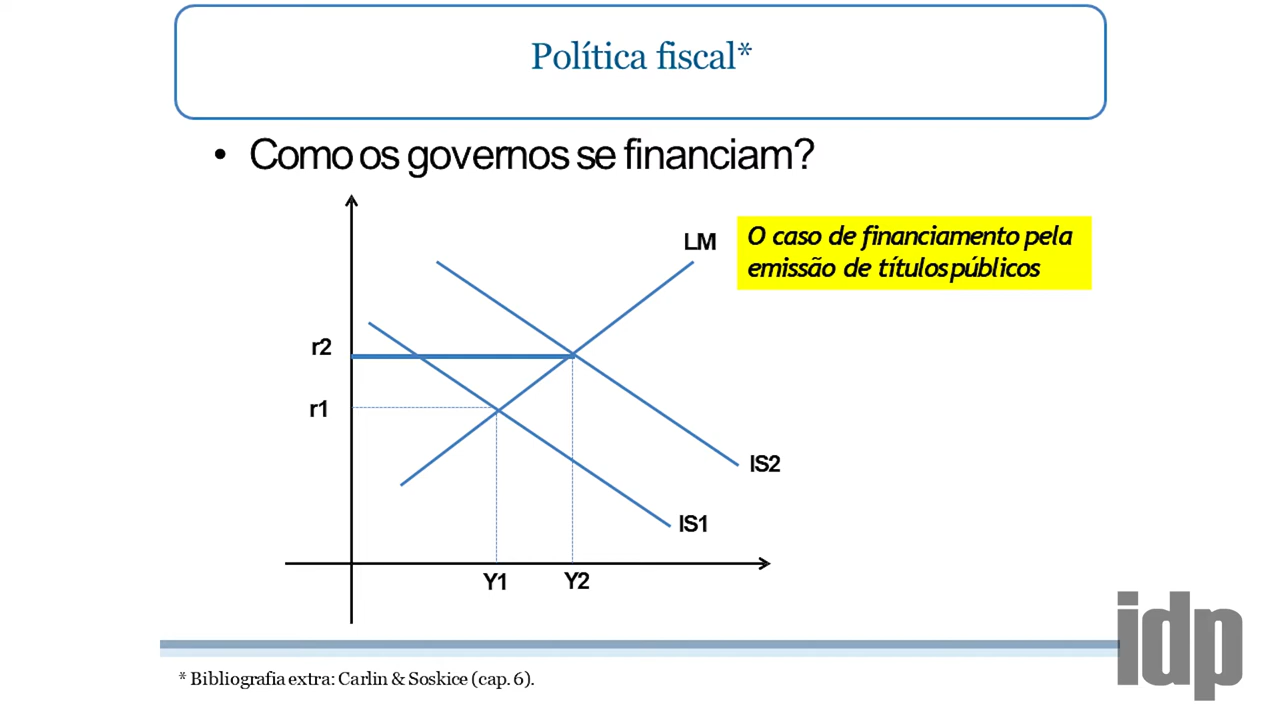 Política fiscal*
• Como os governos se financiam?
LM
O caso de financiamento pela
emissão de títulos públicos
r2
r1
IS2
IS1
Y1
Y2
idp
* Bibliografia extra: Carlin & Soskice (cap. 6).